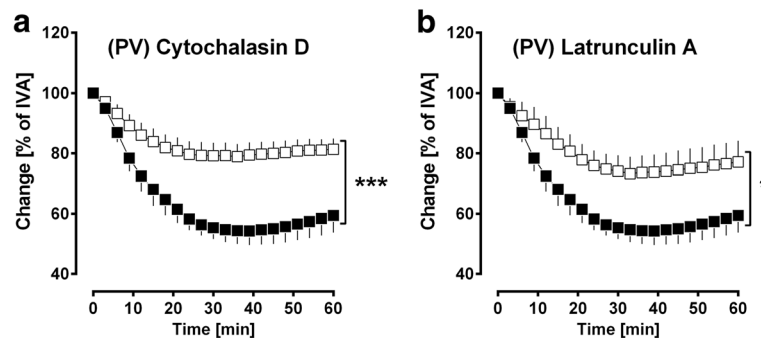 a
(PV) Cytochalasin D
Change [% of IVA]
120
100
80
60
40
***
0 10 20 30 40 50 60
Time [min]
b
(PV) Latrunculin A
Change [% of IVA]
120
100
80
60
40
0 10 20 30 40 50 60
Time [min]